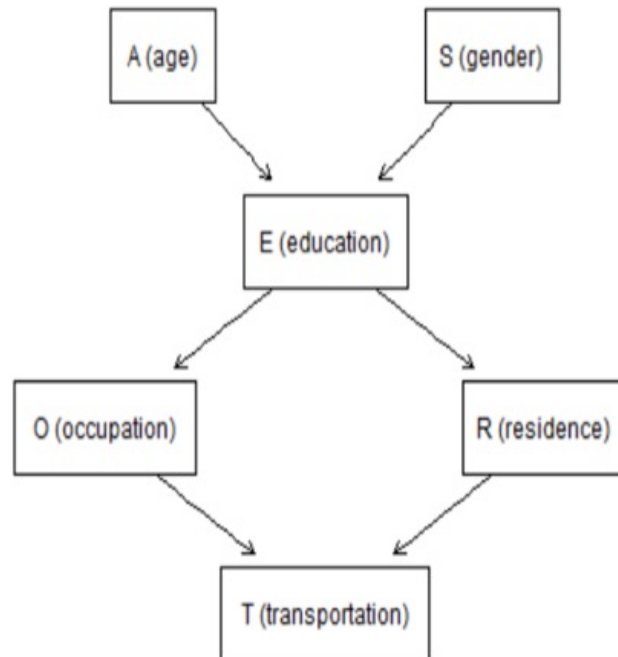 A (age)
S (gender)
E (education)
O (occupation)
R (residence)
T (transportation)